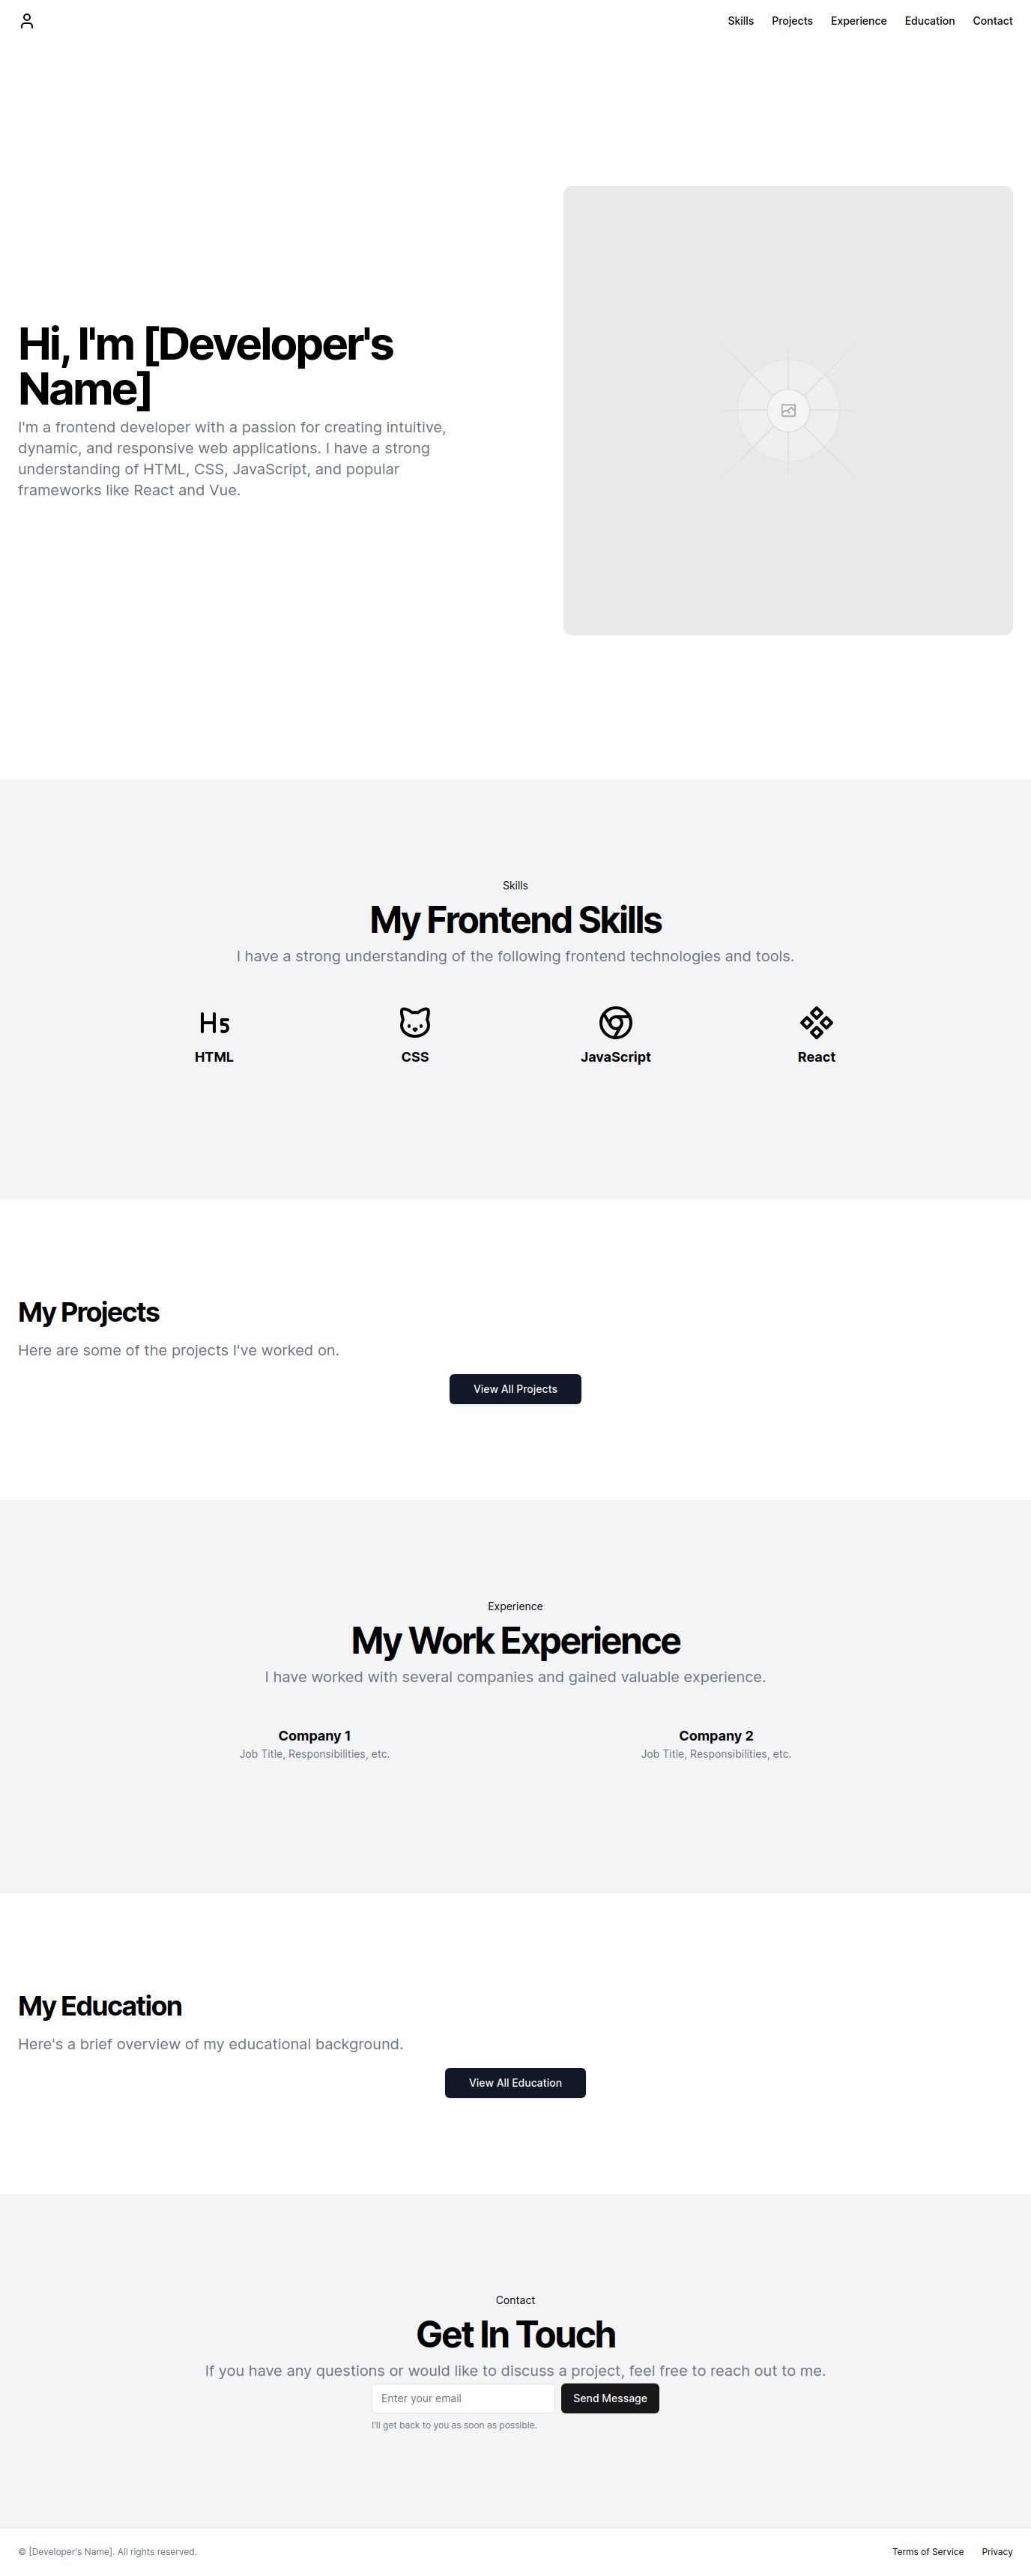 Skills Projects Experience Education Contact
Hi, I'm [Developer's
Name]
I'm a frontend developer with a passion for creating intuitive,
dynamic, and responsive web applications. I have a strong
understanding of HTML, CSS, JavaScript, and popular
frameworks like React and Vue.
Skills
My Frontend Skills
I have a strong understanding of the following frontend technologies and tools.
H5
HTML CSS JavaScript React
My Projects
Here are some of the projects I've worked on.
View All Projects
Experience
My Work Experience
I have worked with several companies and gained valuable experience.
Company 1 Company 2
Job Title, Responsibilities, etc. Job Title, Responsibilities, etc.
My Education
Here's a brief overview of my educational background.
View All Education
Contact
Get In Touch
If you have any questions or would like to discuss a project, feel free to reach out to me.
Enter your email Send Message
I'll get back to you as soon as possible.
© [Developer's Name]. All rights reserved. Terms of Service Privacy